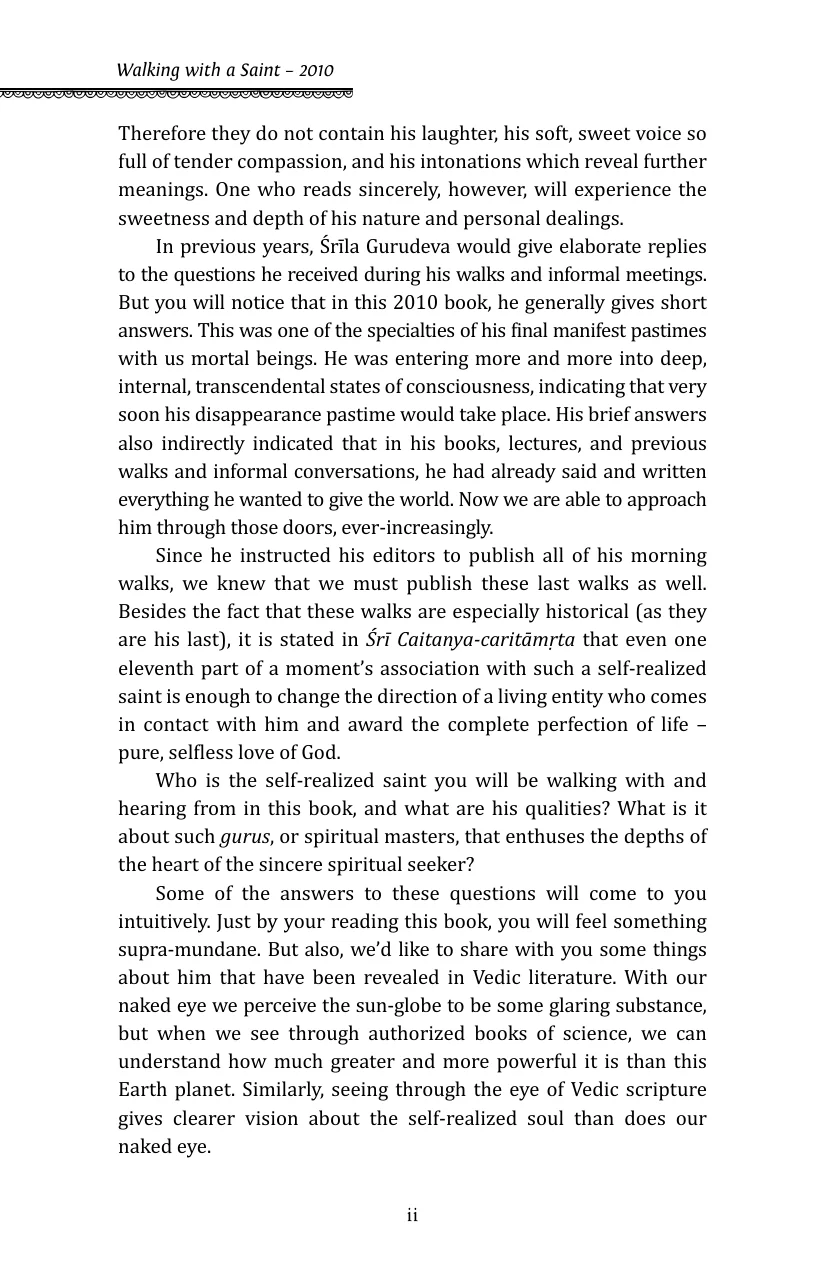 Walking with a Saint – 2010
Therefore they do not contain his laughter, his soft, sweet voice so
full of tender compassion, and his intonations which reveal further
meanings. One who reads sincerely, however, will experience the
sweetness and depth of his nature and personal dealings.
In previous years, Śrīla Gurudeva would give elaborate replies
to the questions he received during his walks and informal meetings.
But you will notice that in this 2010 book, he generally gives short
answers. This was one of the specialties of his final manifest pastimes
with us mortal beings. He was entering more and more into deep,
internal, transcendental states of consciousness, indicating that very
soon his disappearance pastime would take place. His brief answers
also indirectly indicated that in his books, lectures, and previous
walks and informal conversations, he had already said and written
everything he wanted to give the world. Now we are able to approach
him through those doors, ever-increasingly.
Since he instructed his editors to publish all of his morning
walks, we knew that we must publish these last walks as well.
Besides the fact that these walks are especially historical (as they
are his last), it is stated in Śrī Caitanya-caritāmṛta that even one
eleventh part of a moment’s association with such a self-realized
saint is enough to change the direction of a living entity who comes
in contact with him and award the complete perfection of life –
pure, selfless love of God.
Who is the self-realized saint you will be walking with and
hearing from in this book, and what are his qualities? What is it
about such gurus, or spiritual masters, that enthuses the depths of
the heart of the sincere spiritual seeker?
Some of the answers to these questions will come to you
intuitively. Just by your reading this book, you will feel something
supra-mundane. But also, we’d like to share with you some things
about him that have been revealed in Vedic literature. With our
naked eye we perceive the sun-globe to be some glaring substance,
but when we see through authorized books of science, we can
understand how much greater and more powerful it is than this
Earth planet. Similarly, seeing through the eye of Vedic scripture
gives clearer vision about the self-realized soul than does our
naked eye.
ii